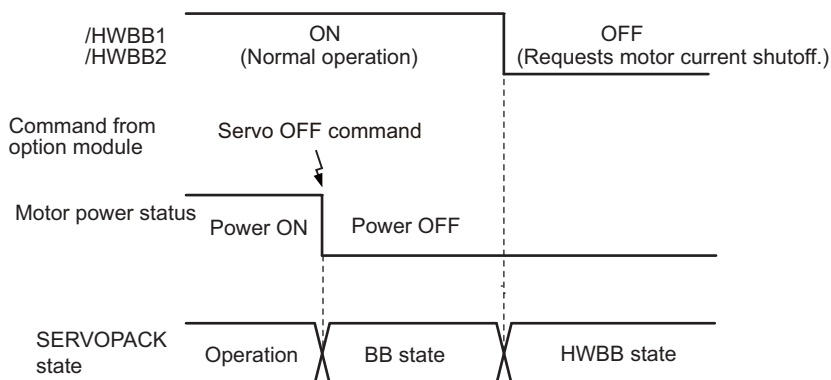 /HWBB1
/HWBB2
ON
(Normal operation)
OFF
(Requests motor current shutoff.)
Command from
option module
Servo OFF command
Motor power status
Power ON
Power OFF
SERVOPACK
state
Operation
BB state
HWBB state